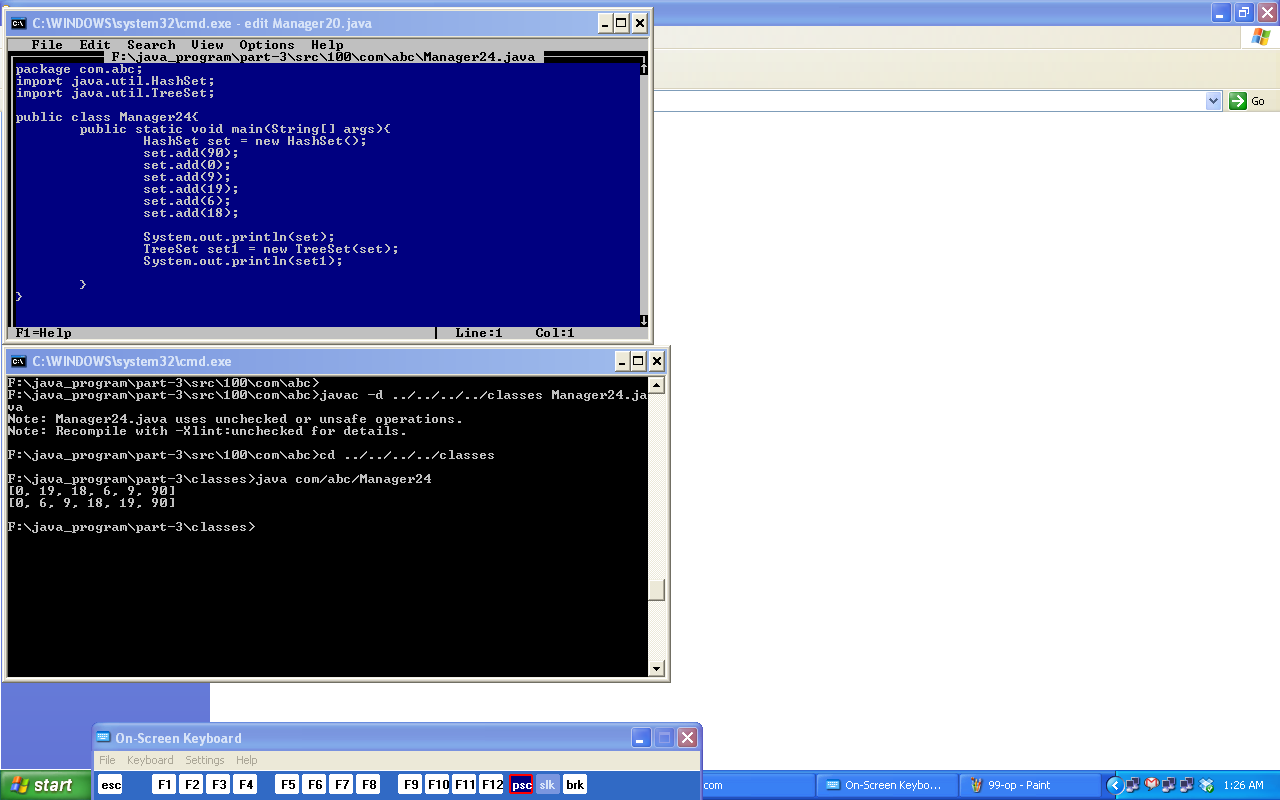 C:\WINDOWS\system32\cmd.exe - edit Manager20.java
File Edit Search View Options Help
F:\java_program\part-3\src\100\com\abc\Manager24.java
package com.abc;
import java.util.HashSet;
import java.util.TreeSet;
public class Manager24{
public static void main(String[] args){
HashSet set = new HashSet();
set.add(90);
set.add(0);
set.add(9);
set.add(19);
set.add(6);
set.add(18);
System.out.println(set);
TreeSet set1 = new TreeSet(set);
System.out.println(set1);
}
}
F1=Help Line:1 Col:1
Go
C:\WINDOWS\system32\cmd.exe
F:\java_program\part-3\src\100\com\abc>
F:\java_program\part-3\src\100\com\abc>javac -d ../../../../classes Manager24.ja
va
Note: Manager24.java uses unchecked or unsafe operations.
Note: Recompile with -Xlint:unchecked for details.
F:\java_program\part-3\src\100\com\abc>cd ../../../../classes
F:\java_program\part-3\classes>java com/abc/Manager24
[0, 19, 18, 6, 9, 90]
[0, 6, 9, 18, 19, 90]
F:\java_program\part-3\classes>
On-Screen Keyboard
File Keyboard Settings Help
esc F1 F2 F3 F4 F5 F6 F7 F8 F9 F10 F11 F12 psc slk brk
start com On-Screen Keybo... 99-op - Paint 1:26 AM